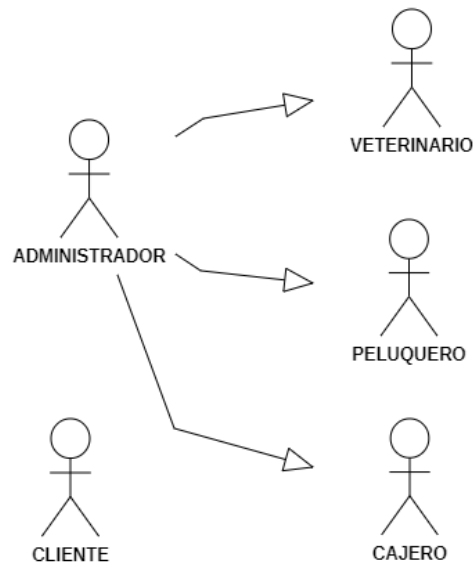 VETERINARIO
ADMINISTRADOR
PELUQUERO
CLIENTE
CAJERO